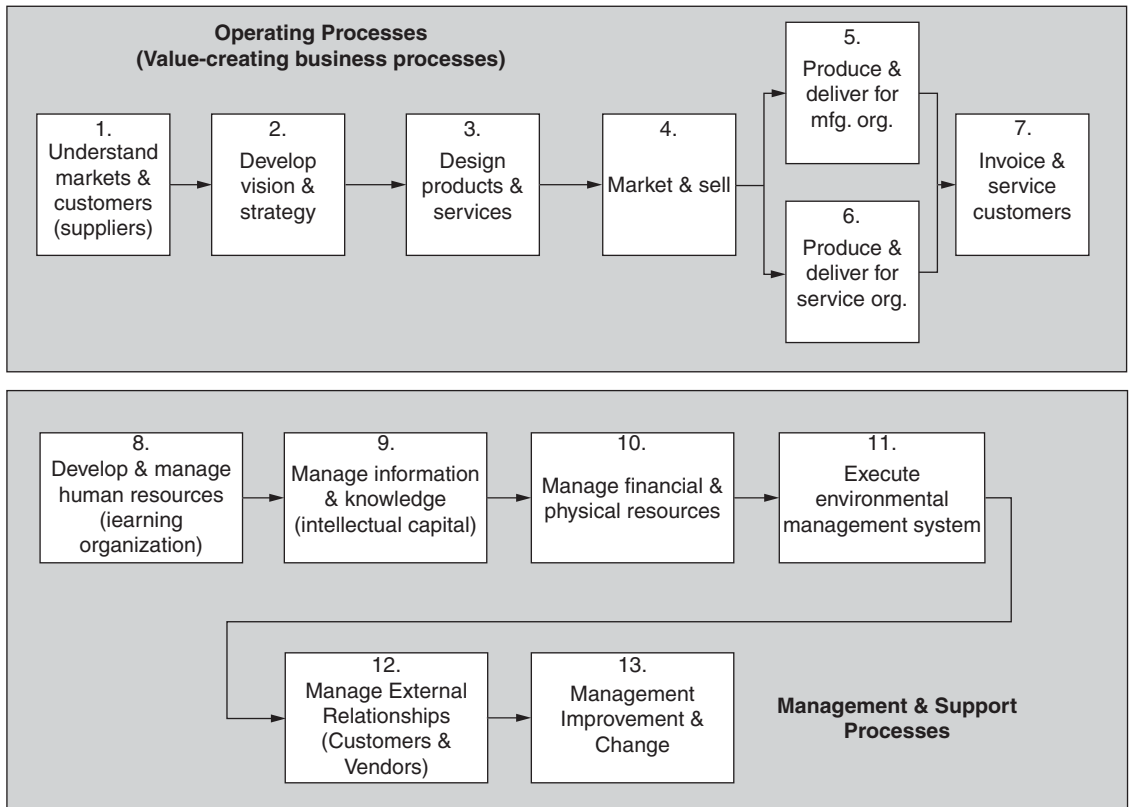 Operating Processes
(Value-creating business processes)
1.
Understand
markets &
customers
(suppliers)
2.
Develop
vision &
strategy
3.
Design
products &
services
4.
Market & sell
5.
Produce &
deliver for
mfg. org.
6.
Produce &
deliver for
service org.
7.
Invoice &
service
customers
8.
Develop & manage
human resources
(iearning
organization)
9.
Manage information
& knowledge
(intellectual capital)
10.
Manage financial &
physical resources
11.
Execute
environmental
management system
12.
Manage External
Relationships
(Customers &
Vendors)
13.
Management
Improvement &
Change
Management & Support
Processes